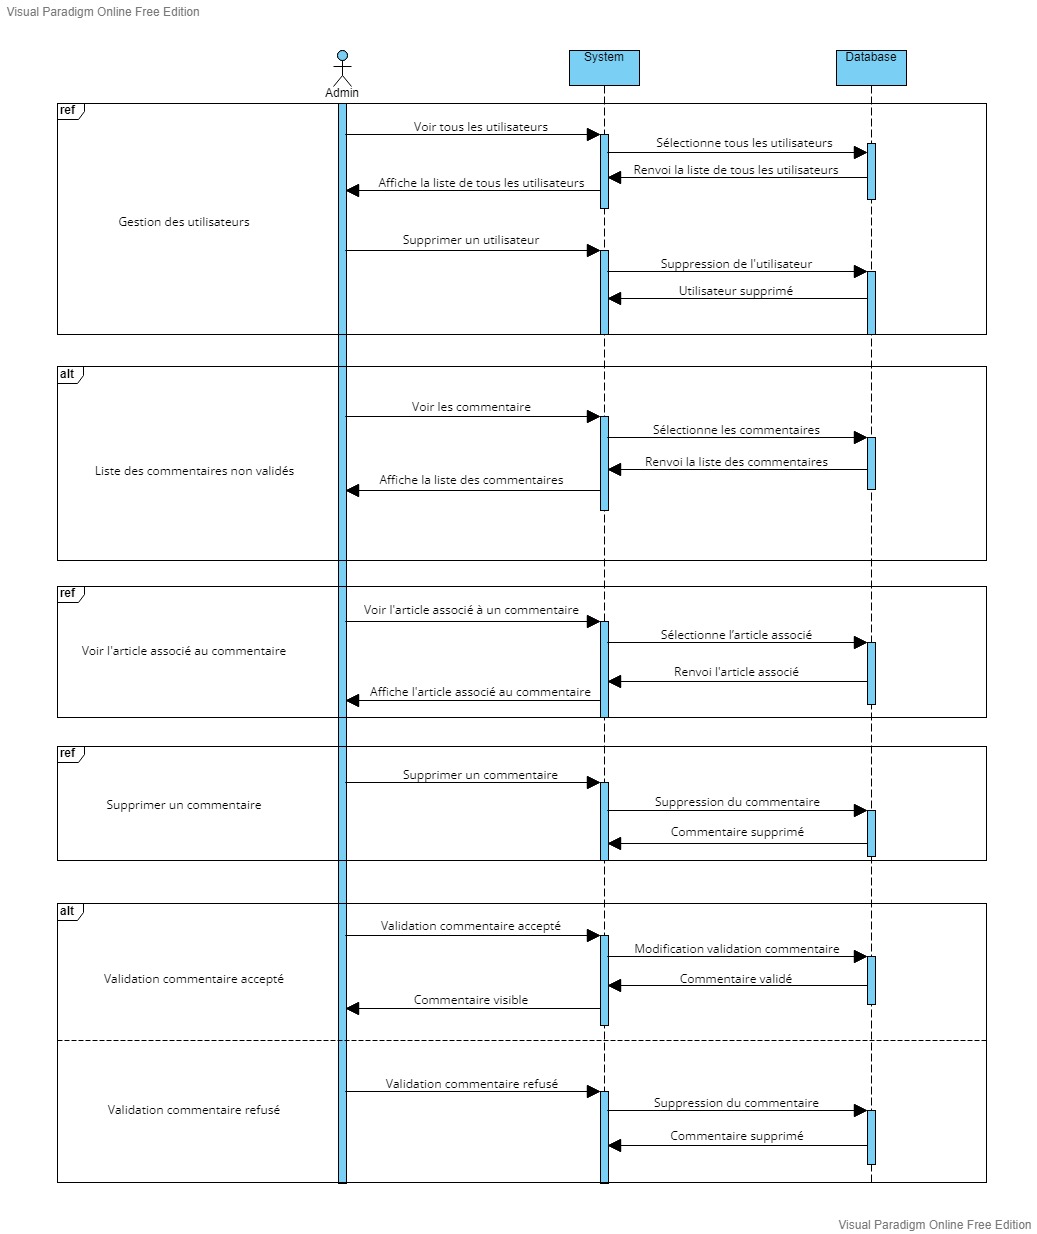 Visual Paradigm Online Free Edition
Admin
System
Database
ref
Voir tous les utilisateurs
Sélectionne tous les utilisateurs
Renvoi la liste de tous les utilisateurs
Affiche la liste de tous les utilisateurs
Gestion des utilisateurs
Supprimer un utilisateur
Suppression de l'utilisateur
Utilisateur supprimé
alt
Voir les commentaire
Sélectionne les commentaires
Renvoi la liste des commentaires
Liste des commentaires non validés
Affiche la liste des commentaires
ref
Voir l'article associé à un commentaire
Sélectionne l'article associé
Voir l'article associé au commentaire
Renvoi l'article associé
Affiche l'article associé au commentaire
ref
Supprimer un commentaire
Suppression du commentaire
Supprimer un commentaire
Commentaire supprimé
alt
Validation commentaire accepté
Modification validation commentaire
Validation commentaire accepté
Commentaire validé
Commentaire visible
Validation commentaire refusé
Suppression du commentaire
Validation commentaire refusé
Commentaire supprimé
Visual Paradigm Online Free Edition